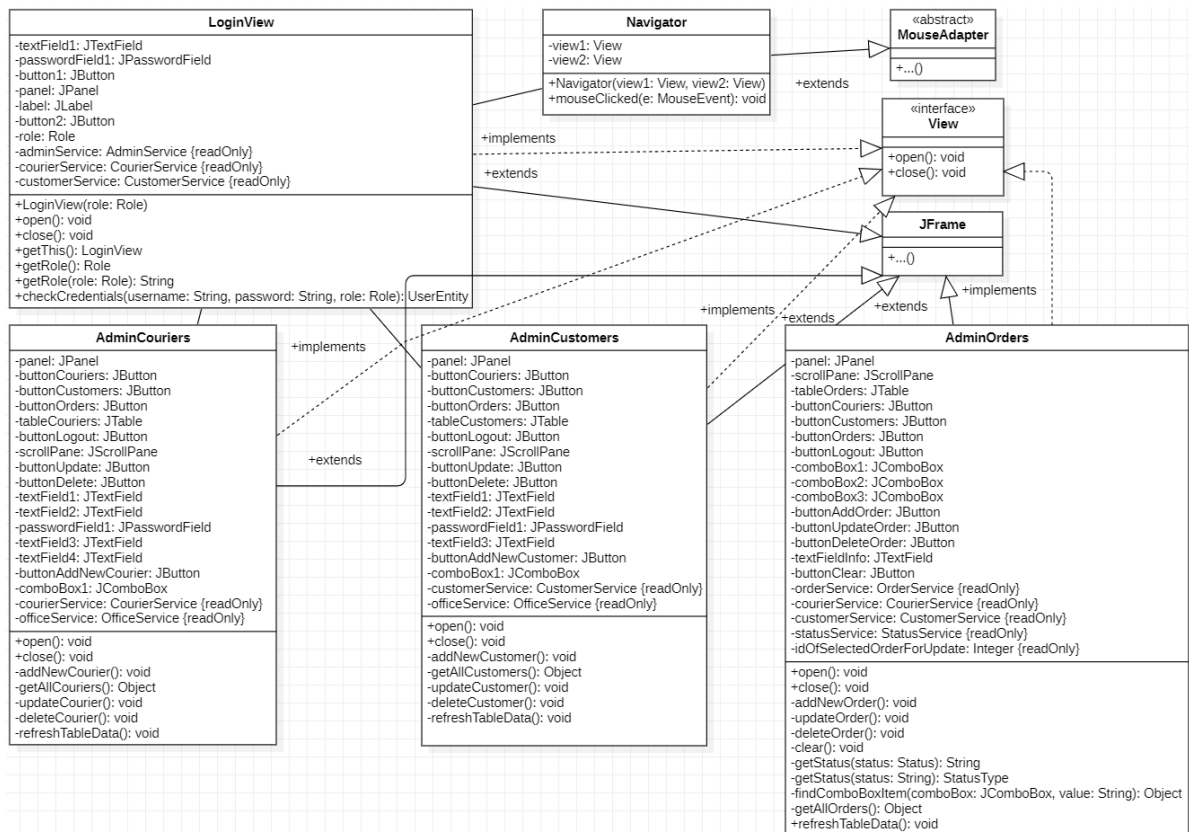 LoginView
-textField1: JTextField
-passwordField1: JPasswordField
-button1: JButton
-panel: JPanel
-label: JLabel
-button2: JButton
-role: Role
-adminService: AdminService {readOnly}
-courierService: CourierService {readOnly}
-customerService: CustomerService {readOnly}
+LoginView(role: Role)
+open(): void
+close(): void
+getThis(): LoginView
+getRole(): Role
+getRole(role: Role): String
+checkCredentials(username: String, password: String, role: Role): UserEntity
Navigator
-view1: View
-view2: View
+Navigator(view1: View, view2: View)
+mouseClicked(e: MouseEvent): void
«abstract»
MouseAdapter
+...()
+extends
«interface»
View
+open(): void
+close(): void
+implements
+extends
JFrame
+...()
+implements
+extends
+implements
+extends
+implements
+extends
AdminCouriers
-panel: JPanel
-buttonCouriers: JButton
-buttonCustomers: JButton
-buttonOrders: JButton
-tableCouriers: JTable
-buttonLogout: JButton
-scrollPane: JScrollPane
-buttonUpdate: JButton
-buttonDelete: JButton
-textField1: JTextField
-textField2: JTextField
-passwordField1: JPasswordField
-textField3: JTextField
-textField4: JTextField
-buttonAddNewCourier: JButton
-comboBox1: JComboBox
-courierService: CourierService {readOnly}
-officeService: OfficeService {readOnly}
+open(): void
+close(): void
-addNewCourier(): void
-getAllCouriers(): Object
-updateCourier(): void
-deleteCourier(): void
-refreshTableData(): void
AdminCustomers
-panel: JPanel
-buttonCouriers: JButton
-buttonCustomers: JButton
-buttonOrders: JButton
-tableCustomers: JTable
-buttonLogout: JButton
-scrollPane: JScrollPane
-buttonUpdate: JButton
-buttonDelete: JButton
-textField1: JTextField
-textField2: JTextField
-passwordField1: JPasswordField
-textField3: JTextField
-buttonAddNewCustomer: JButton
-comboBox1: JComboBox
-customerService: CustomerService {readOnly}
-officeService: OfficeService {readOnly}
+open(): void
+close(): void
-addNewCustomer(): void
-getAllCustomers(): Object
-updateCustomer(): void
-deleteCustomer(): void
-refreshTableData(): void
AdminOrders
-panel: JPanel
-scrollPane: JScrollPane
-tableOrders: JTable
-buttonCouriers: JButton
-buttonCustomers: JButton
-buttonOrders: JButton
-buttonLogout: JButton
-comboBox1: JComboBox
-comboBox2: JComboBox
-comboBox3: JComboBox
-buttonAddOrder: JButton
-buttonUpdateOrder: JButton
-buttonDeleteOrder: JButton
-textFieldInfo: JTextField
-buttonClear: JButton
-orderService: OrderService {readOnly}
-courierService: CourierService {readOnly}
-customerService: CustomerService {readOnly}
-statusService: StatusService {readOnly}
-idOfSelectedOrderForUpdate: Integer {readOnly}
+open(): void
+close(): void
-addNewOrder(): void
-updateOrder(): void
-deleteOrder(): void
-clear(): void
-getStatus(status: Status): String
-getStatus(status: String): StatusType
-findComboBoxItem(comboBox: JComboBox, value: String): Object
-getAllOrders(): Object
+refreshTableData(): void